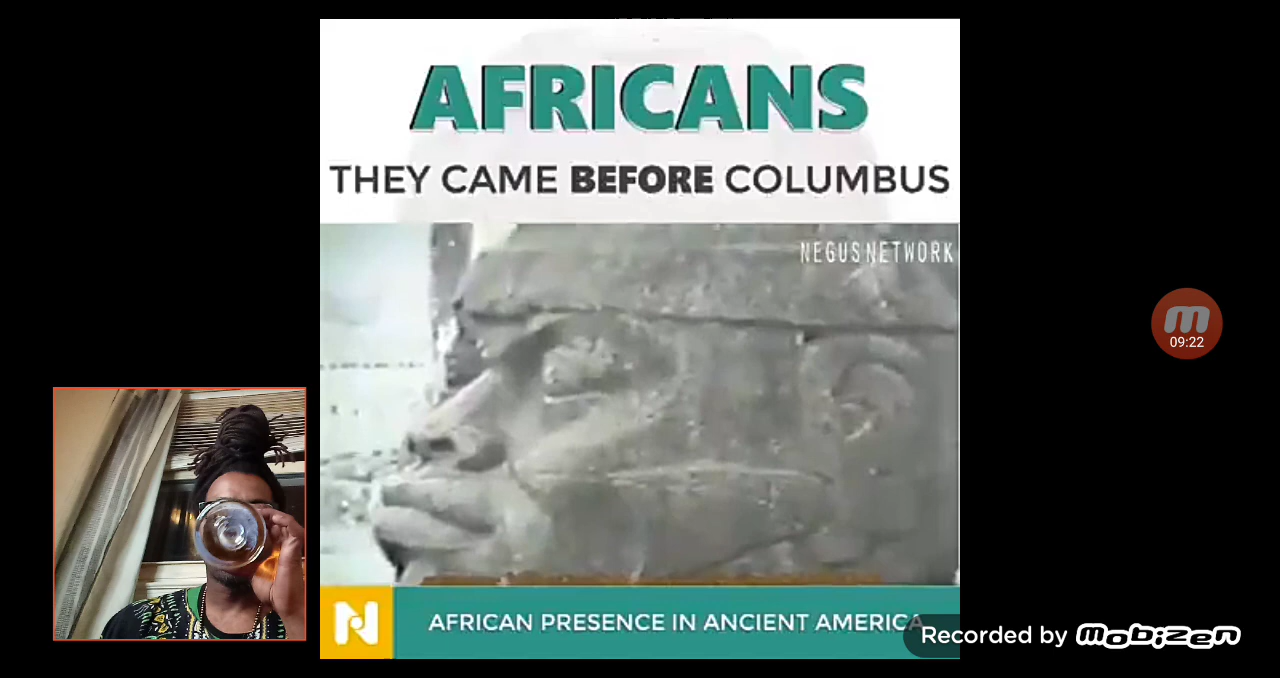 AFRICANS
THEY CAME BEFORE COLUMBUS
NEGUS NETWORK
09:22
N AFRICAN PRESENCE IN ANCIENT AMERICA
Recorded by mobizen